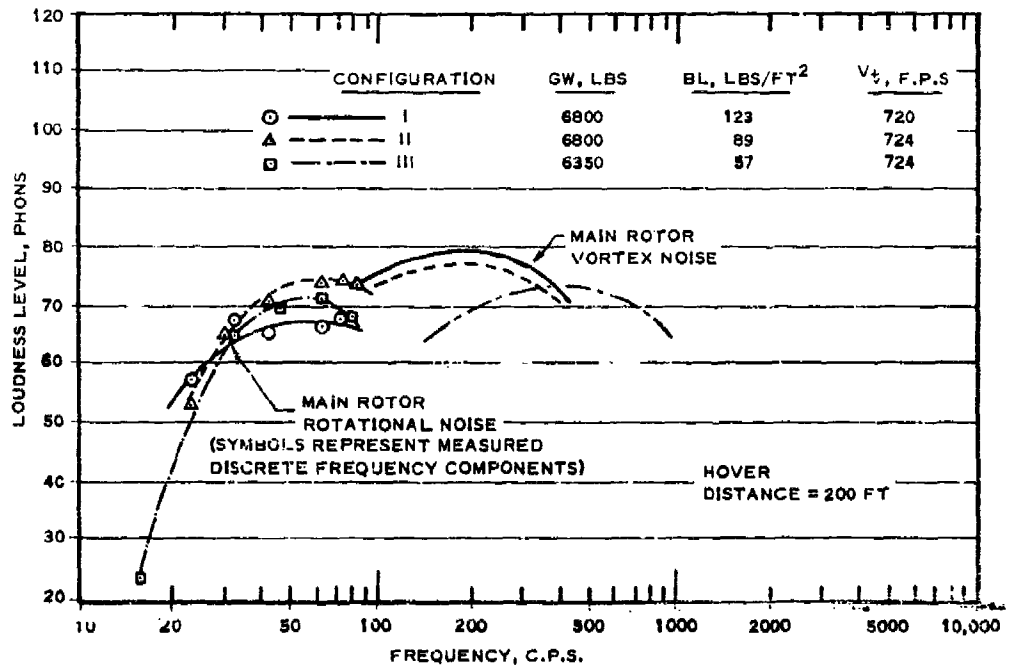 120
110
100
90
80
70
60
50
40
30
20
LOUDNESS LEVEL, PHONS
CONFIGURATION GW, LBS BL, LBS/FT² Vt, F.P.S
I 6800 123 720
II 6800 89 724
III 6350 57 724
MAIN ROTOR
VORTEX NOISE
MAIN ROTOR
ROTATIONAL NOISE
(SYMBOLS REPRESENT MEASURED
DISCRETE FREQUENCY COMPONENTS)
HOVER
DISTANCE = 200 FT
10 20 50 100 200 500 1000 2000 5000 10,000
FREQUENCY, C.P.S.